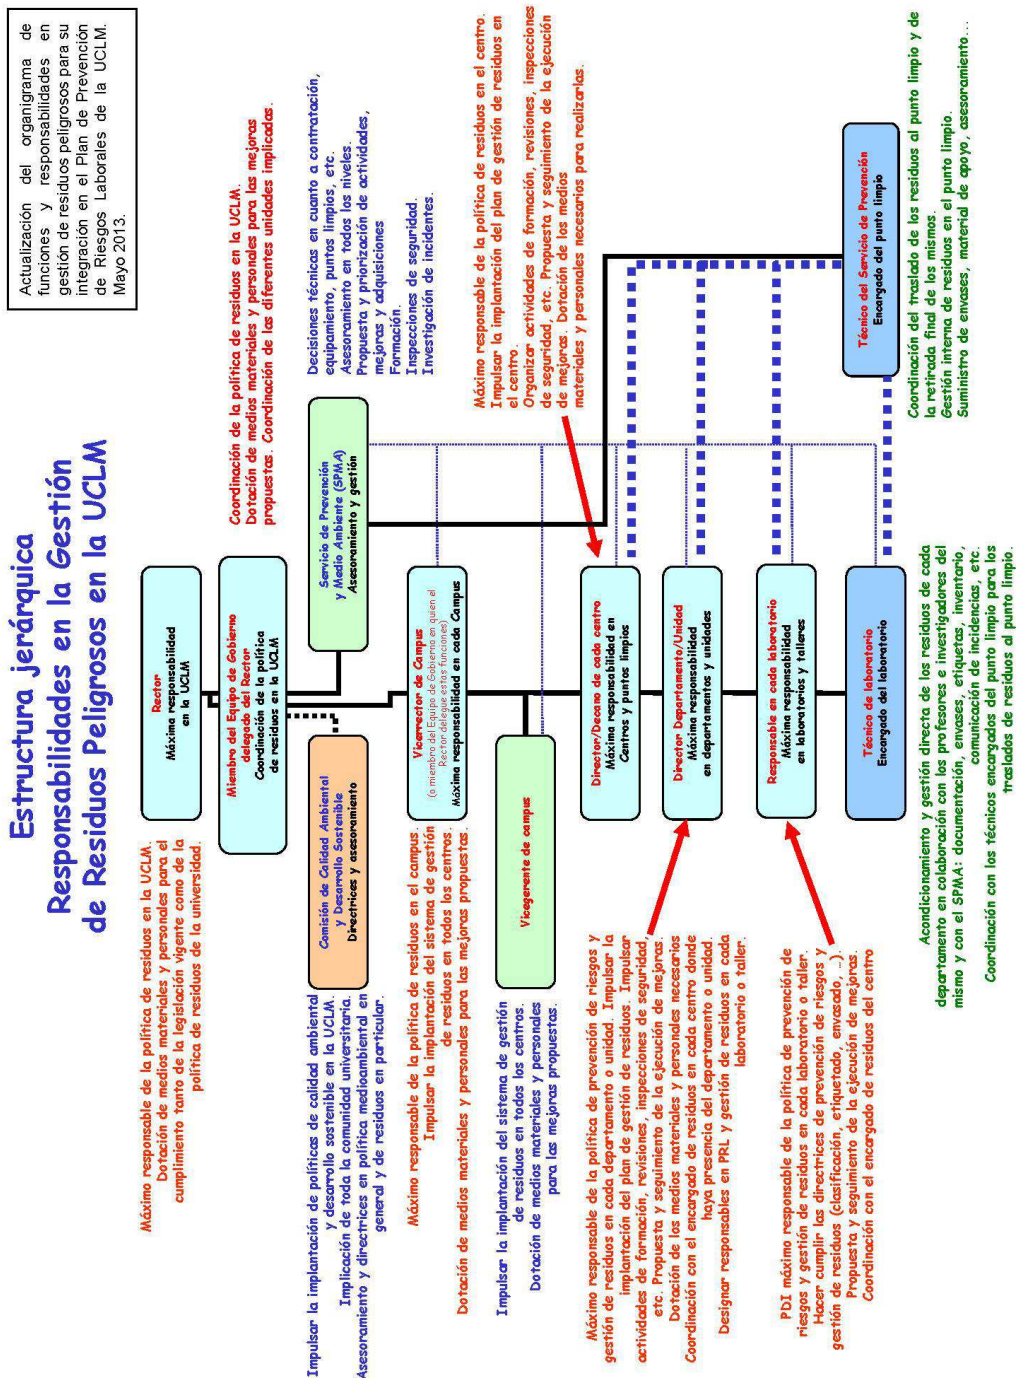 Estructura jerárquica
Responsabilidades en la Gestión
de Residuos Peligrosos en la UCLM
Actualización del organigrama de
funciones y responsabilidades en
gestión de residuos peligrosos para su
integración en el Plan de Prevención
de Riesgos Laborales de la UCLM.
Mayo 2013.
Máximo responsable de la política de residuos en la UCLM.
Dotación de medios materiales y personales para el
cumplimiento tanto de la legislación vigente como de la
política de residuos de la universidad.
Rector
Máxima responsabilidad
en la UCLM
Miembro del Equipo de Gobierno
delegado del Rector
Coordinación de la política
de residuos en la UCLM
Coordinación de la política de residuos en la UCLM.
Dotación de medios materiales y personales para las mejoras
propuestas. Coordinación de las diferentes unidades implicadas.
Impulsar la implantación de políticas de calidad ambiental
y desarrollo sostenible en la UCLM.
Implicación de toda la comunidad universitaria.
Asesoramiento y directrices en política medioambiental en
general y de residuos en particular.
Comisión de Calidad Ambiental
y Desarrollo Sostenible
Directrices y asesoramiento
Servicio de Prevención
y Medio Ambiente (SPMA)
Asesoramiento y gestión
Decisiones técnicas en cuanto a contratación,
equipamiento, puntos limpios, etc.
Asesoramiento en todos los niveles.
Propuesta y priorización de actividades,
mejoras y adquisiciones
Formación.
Inspecciones de seguridad.
Investigación de incidentes
Máximo responsable de la política de residuos en el campus.
Impulsar la implantación del sistema de gestión
de residuos en todos los centros.
Dotación de medios materiales y personales para las mejoras propuestas.
Vicerrector de Campus
(o miembro del Equipo de Gobierno en quien el
Rector delegue estas funciones)
Máxima responsabilidad en cada Campus
Impulsar la implantación del sistema de gestión
de residuos en todos los centros.
Dotación de medios materiales y personales
para las mejoras propuestas.
Vicegerente de campus
Máximo responsable de la política de residuos en el centro.
Impulsar la implantación del plan de gestión de residuos en
el centro.
Organizar actividades de formación, revisiones, inspecciones
de seguridad, etc. Propuesta y seguimiento de la ejecución
de mejoras. Dotación de los medios
materiales y personales necesarios para realizarlas.
Director/Decano de cada centro
Máxima responsabilidad en
Centros y puntos limpios
Máximo responsable de la política de prevención de riesgos y
gestión de residuos en cada departamento o unidad. Impulsar la
implantación del plan de gestión de residuos. Impulsar
actividades de formación, revisiones, inspecciones de seguridad,
etc. Propuesta y seguimiento de la ejecución de mejoras.
Dotación de los medios materiales y personales necesarios
Coordinación con el encargado de residuos en cada centro donde
haya presencia del departamento o unidad.
Designar responsables en PRL y gestión de residuos en cada
laboratorio o taller.
Director Departamento/Unidad
Máxima responsabilidad
en departamentos y unidades
PDI máximo responsable de la política de prevención de
riesgos y gestión de residuos en cada laboratorio o taller.
Hacer cumplir las directrices de prevención de riesgos y
gestión de residuos (clasificación, etiquetado, envasado, …).
Propuesta y seguimiento de la ejecución de mejoras.
Coordinación con el encargado de residuos del centro
Responsable en cada laboratorio
Máxima responsabilidad
en laboratorios y talleres
Técnico de laboratorio
Encargado del laboratorio
Técnico del Servicio de Prevención
Encargado del punto limpio
Acondicionamiento y gestión directa de los residuos de cada
departamento en colaboración con los profesores e investigadores del
mismo y con el SPMA: documentación, envases, etiquetas, inventario,
comunicación de incidencias, etc.
Coordinación con los técnicos encargados del punto limpio para los
traslados de residuos al punto limpio.
Coordinación del traslado de los residuos al punto limpio y de
la retirada final de los mismos.
Gestión interna de residuos en el punto limpio.
Suministro de envases, material de apoyo, asesoramiento...